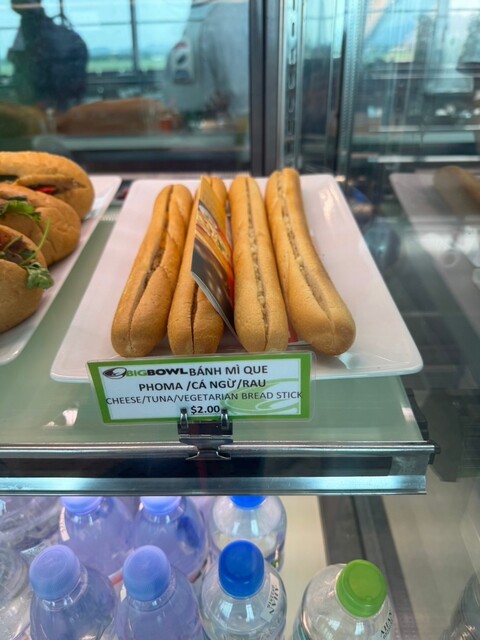 BIGBOWL BÁNH MÌ QUE
PHOMA /CÁ NGỪ/RAU
CHEESE/TUNA/VEGETARIAN BREAD STICK
$2.00